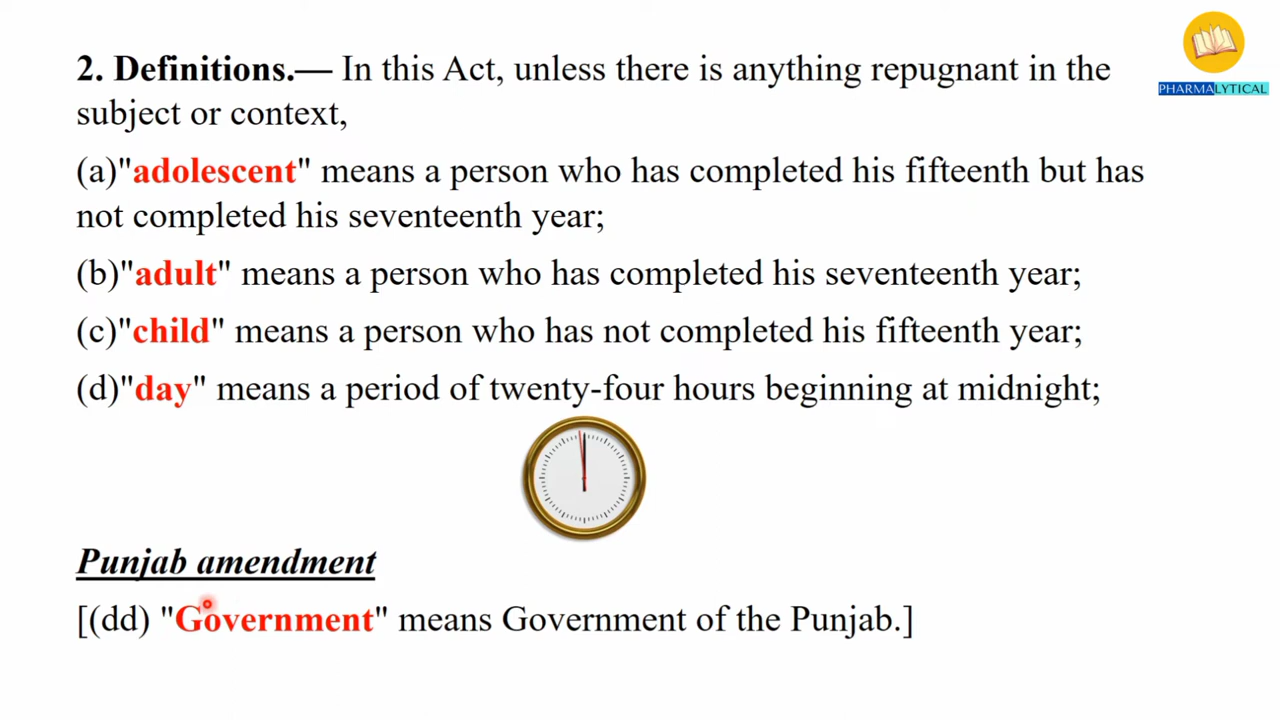 2. Definitions.— In this Act, unless there is anything repugnant in the
subject or context,
(a)"adolescent" means a person who has completed his fifteenth but has
not completed his seventeenth year;
(b)"adult" means a person who has completed his seventeenth year;
(c)"child" means a person who has not completed his fifteenth year;
(d)"day" means a period of twenty-four hours beginning at midnight;
Punjab amendment
[(dd) "Government" means Government of the Punjab.]
PHARMALYTICAL